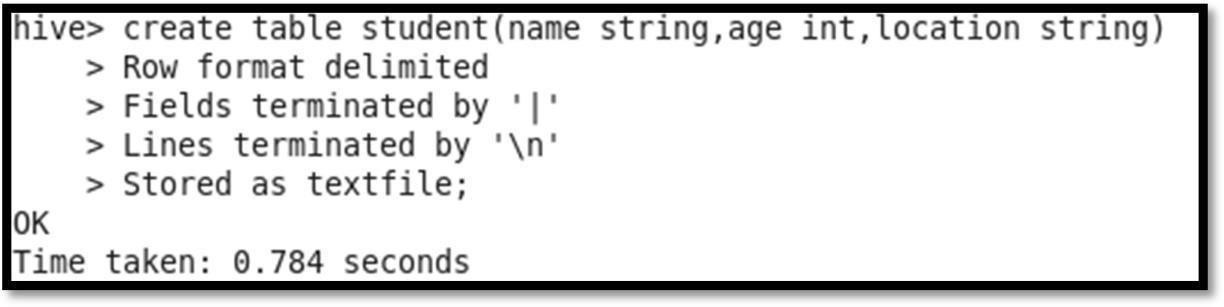 hive> create table student(name string,age int,location string)
> Row format delimited
> Fields terminated by '|'
> Lines terminated by '\n'
> Stored as textfile;
OK
Time taken: 0.784 seconds